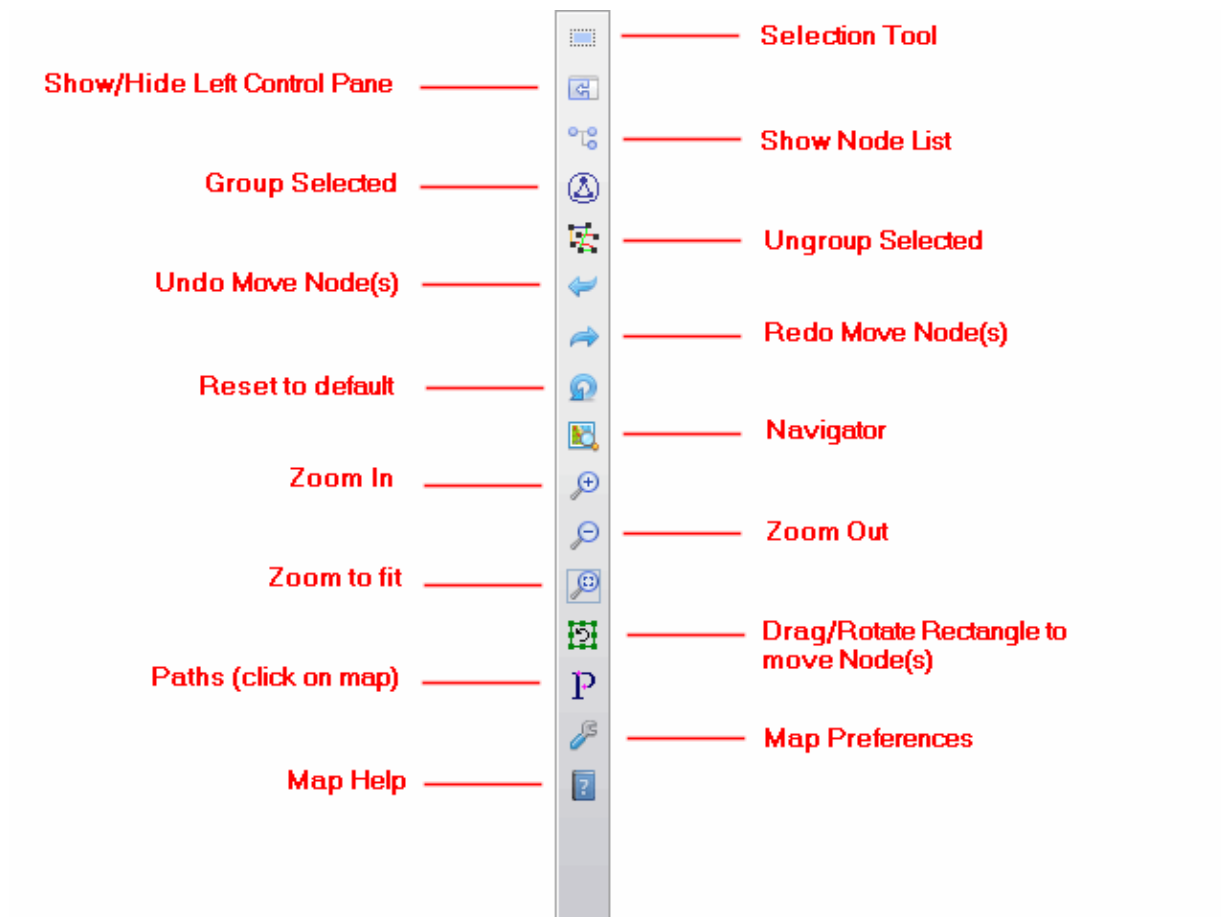 Selection Tool
Show/Hide Left Control Pane
Show Node List
Group Selected
Ungroup Selected
Undo Move Node(s)
Redo Move Node(s)
Reset to default
Navigator
Zoom In
Zoom Out
Zoom to fit
Drag/Rotate Rectangle to
move Node(s)
Paths (click on map)
P
Map Preferences
Map Help
?